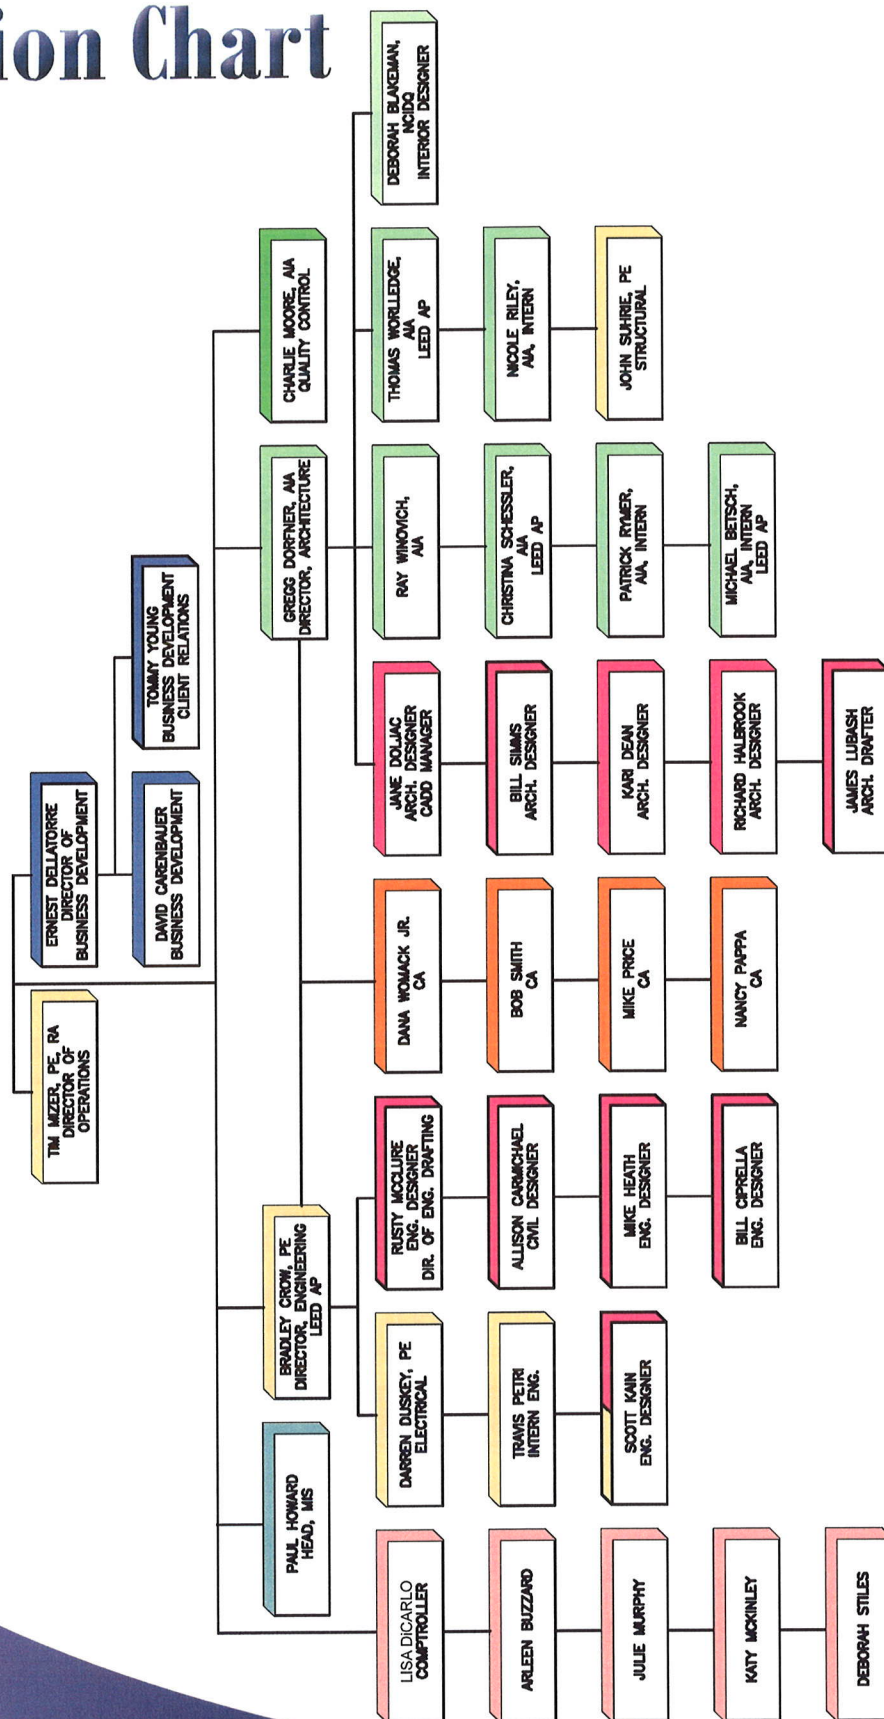 ion Chart
TIM MIZER, PE, RA
DIRECTOR OF
OPERATIONS
ERNEST DELLATORRE
DIRECTOR OF
BUSINESS DEVELOPMENT
DAVID CARENBAUER
BUSINESS DEVELOPMENT
TOMMY YOUNG
BUSINESS DEVELOPMENT
CLIENT RELATIONS
PAUL HOWARD
HEAD, MIS
BRADLEY CROW, PE
DIRECTOR, ENGINEERING
LEED AP
GREGG DORFNER, AIA
DIRECTOR, ARCHITECTURE
CHARLIE MOORE, AIA
QUALITY CONTROL
LISA DiCARLO
COMPTROLLER
ARLEEN BUZZARD
JULIE MURPHY
KATY MCKINLEY
DEBORAH STILES
DARREN DUSKEY, PE
ELECTRICAL
TRAVIS PETRI
INTERN ENG.
SCOTT KAIN
ENG. DESIGNER
RUSTY MCCLURE
ENG. DESIGNER
DIR. OF ENG. DRAFTING
ALLISON CARMICHAEL
CIVIL DESIGNER
MIKE HEATH
ENG. DESIGNER
BILL CIPRELLA
ENG. DESIGNER
DANA WOMACK JR.
CA
BOB SMITH
CA
MIKE PRICE
CA
NANCY PAPPA
CA
JANE DOLJAC
ARCH. DESIGNER
CADD MANAGER
BILL SIMMS
ARCH. DESIGNER
KARI DEAN
ARCH. DESIGNER
RICHARD HALBROOK
ARCH. DESIGNER
JAMES LUBASH
ARCH. DRAFTER
RAY WINOVICH,
AIA
CHRISTINA SCHESSLER,
AIA
LEED AP
PATRICK RYMER,
AIA, INTERN
MICHAEL BETSCH,
AIA, INTERN
LEED AP
THOMAS WORLLEDGE,
AIA
LEED AP
NICOLE RILEY,
AIA, INTERN
JOHN SUHRIE, PE
STRUCTURAL
DEBORAH BLAKEMAN,
NCIDQ
INTERIOR DESIGNER